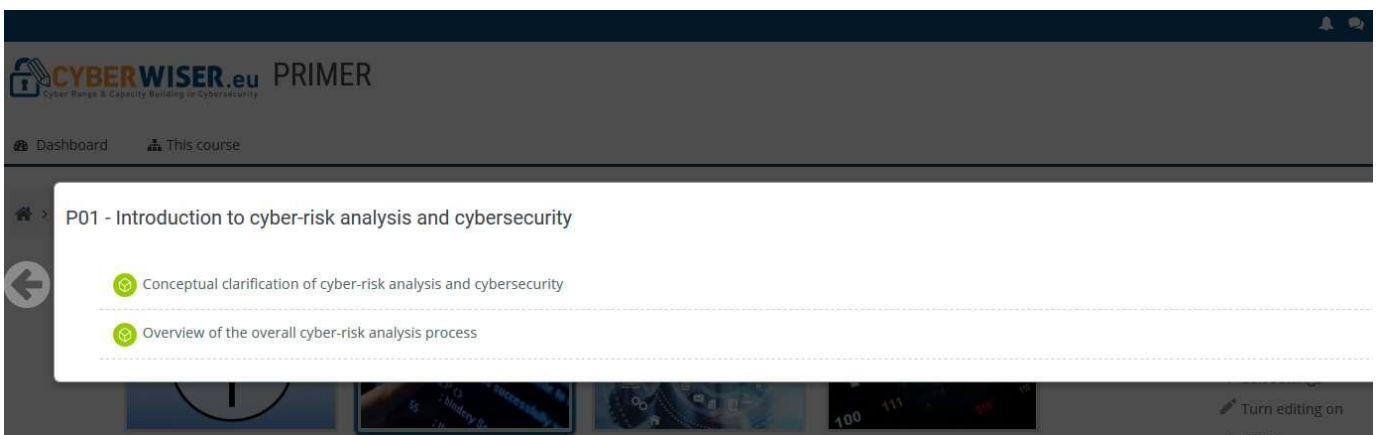 CYBERWISER.eu PRIMER
Cyber Range & Capacity Building in Cybersecurity
Dashboard This course
P01 - Introduction to cyber-risk analysis and cybersecurity
Conceptual clarification of cyber-risk analysis and cybersecurity
Overview of the overall cyber-risk analysis process
100 111
Turn editing on